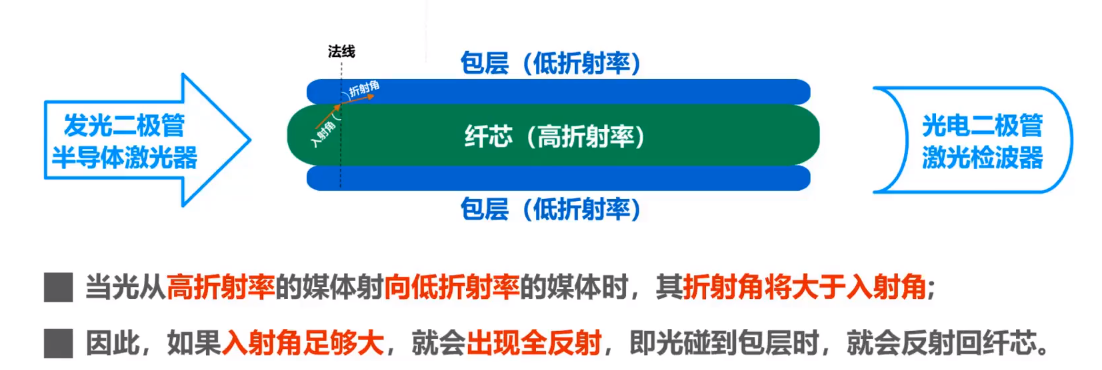 法线
包层（低折射率）
折射角
入射角
发光二极管
半导体激光器
纤芯（高折射率）
光电二极管
激光检波器
包层（低折射率）
当光从高折射率的媒体射向低折射率的媒体时，其折射角将大于入射角;
因此，如果入射角足够大，就会出现全反射，即光碰到包层时，就会反射回纤芯。